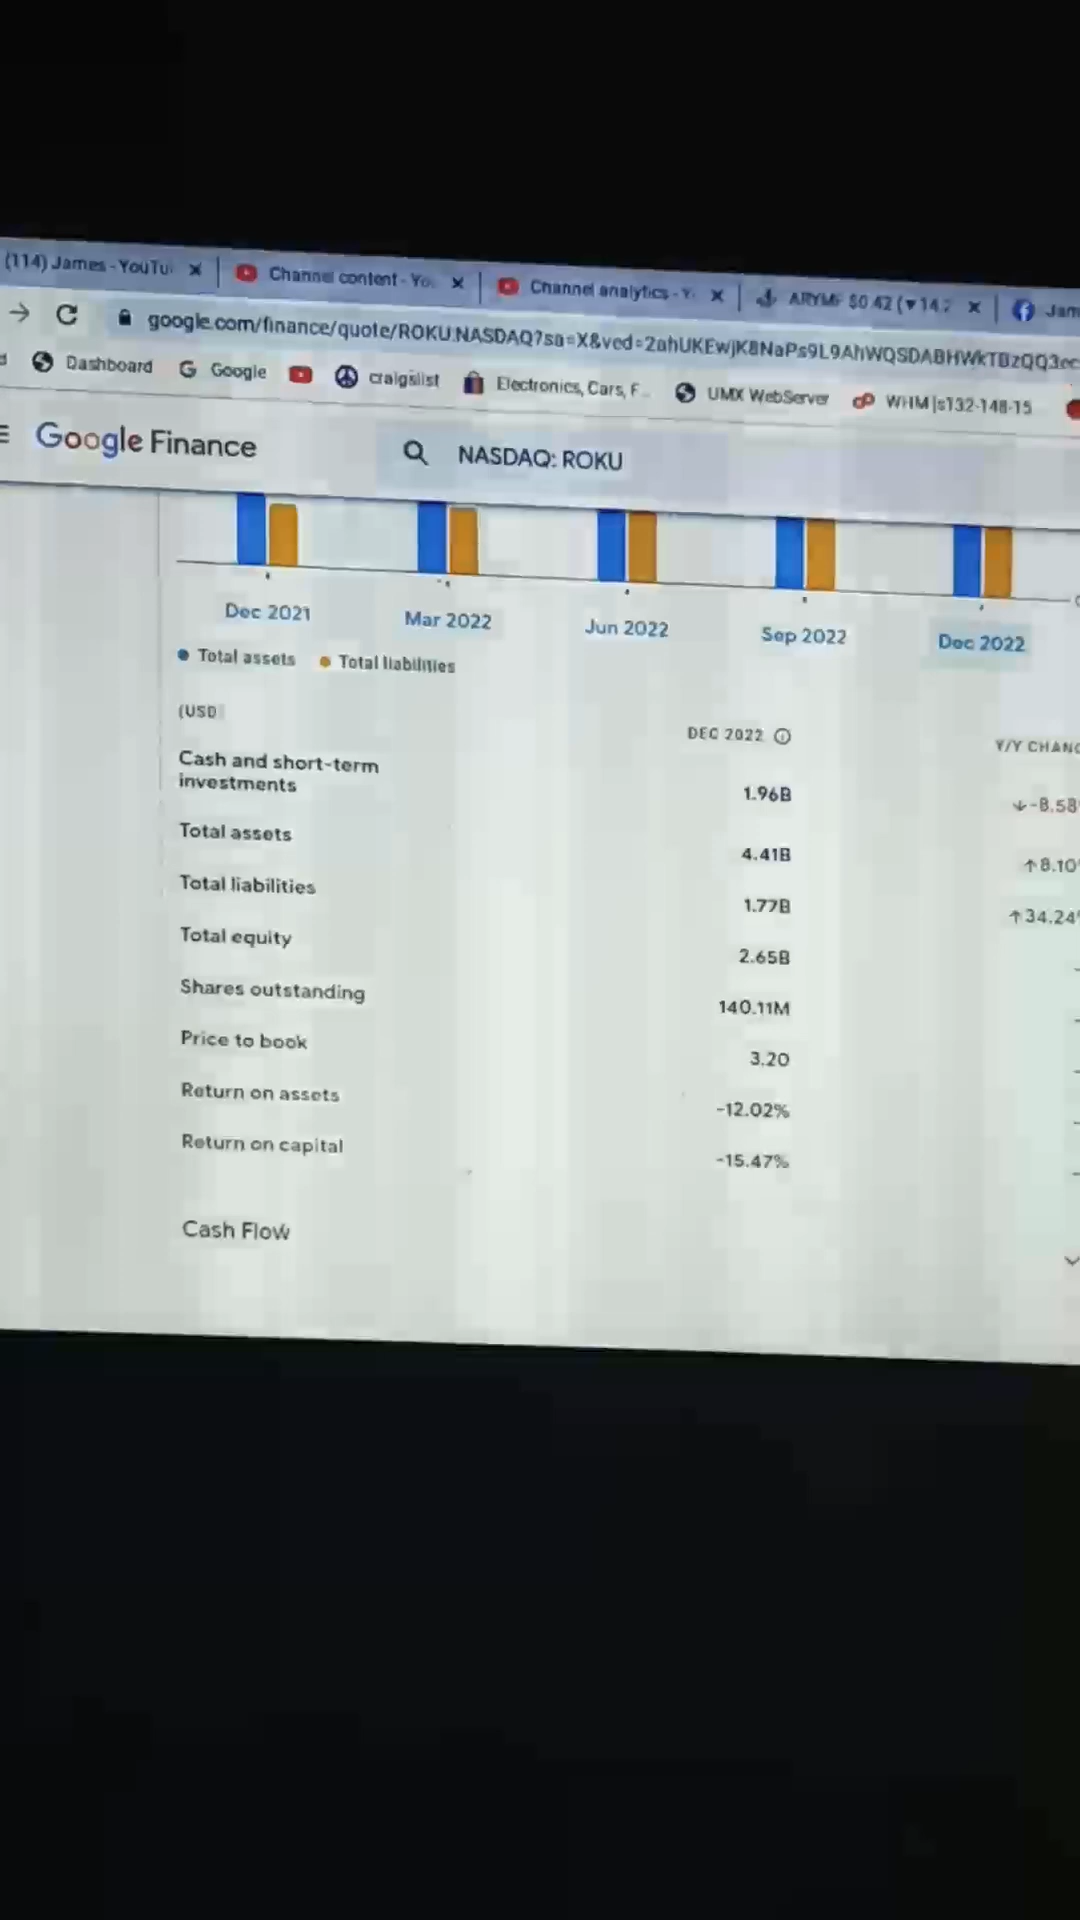 (114) James - YouTu
Channel content - Yo
Channel analytics - Y
ARYMF $0.42 (▼14.2
Jam
google.com/finance/quote/ROKU:NASDAQ?sa=X&ved=2ahUKEwjK8NaPs9L9AhWQSDABHWkTBzQQ3ec
Dashboard
Google
craigslist
Electronics, Cars, F...
UMX WebServer
WHM |s132-148-15
Google Finance
NASDAQ: ROKU
Dec 2021
Mar 2022
Jun 2022
Sep 2022
Dec 2022
Total assets
Total liabilities
(USD
DEC 2022
Y/Y CHANG
Cash and short-term
investments
1.96B
↓-8.58
Total assets
4.41B
↑8.10
Total liabilities
1.77B
↑34.24
Total equity
2.65B
Shares outstanding
140.11M
Price to book
3.20
Return on assets
-12.02%
Return on capital
-15.47%
Cash Flow